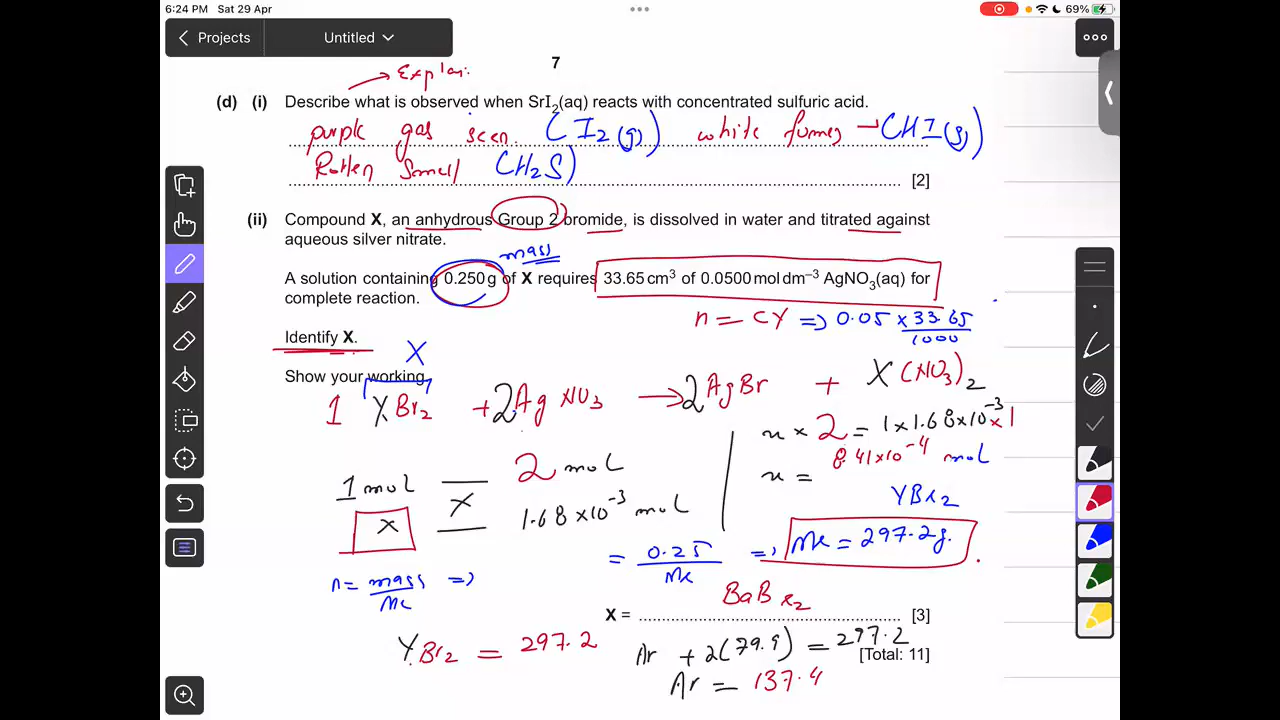 6:24 PM Sat 29 Apr
69%
Projects
Untitled
7
Explai.
(d) (i) Describe what is observed when SrI₂(aq) reacts with concentrated sulfuric acid.
purple gas seen (I₂(g)) white fumes → (HI(g))
Rotten Smell (H₂S)
[2]
(ii) Compound X, an anhydrous Group 2 bromide, is dissolved in water and titrated against
aqueous silver nitrate.
mass
A solution containing 0.250 g of X requires 33.65 cm³ of 0.0500 mol dm⁻³ AgNO₃(aq) for
complete reaction.
n = CV ⇒ 0.05 × 33.65/1000
Identify X.
X
Show your working.
1 YBr₂ + 2AgNO₃ → 2AgBr + X(NO₃)₂
x × 2 = 1 × 1.68×10⁻³ × 1
1 mol 2 mol
8.41×10⁻⁴ mol
x =
x X 1.68×10⁻³ mol
YBr₂
= 0.25/Mr ⇒ Mr = 297.2g.
n = mass/Mr ⇒
BaBr₂
X = [3]
YBr₂ = 297.2
Ar + 2(79.9) = 297.2
[Total: 11]
Ar = 137.4